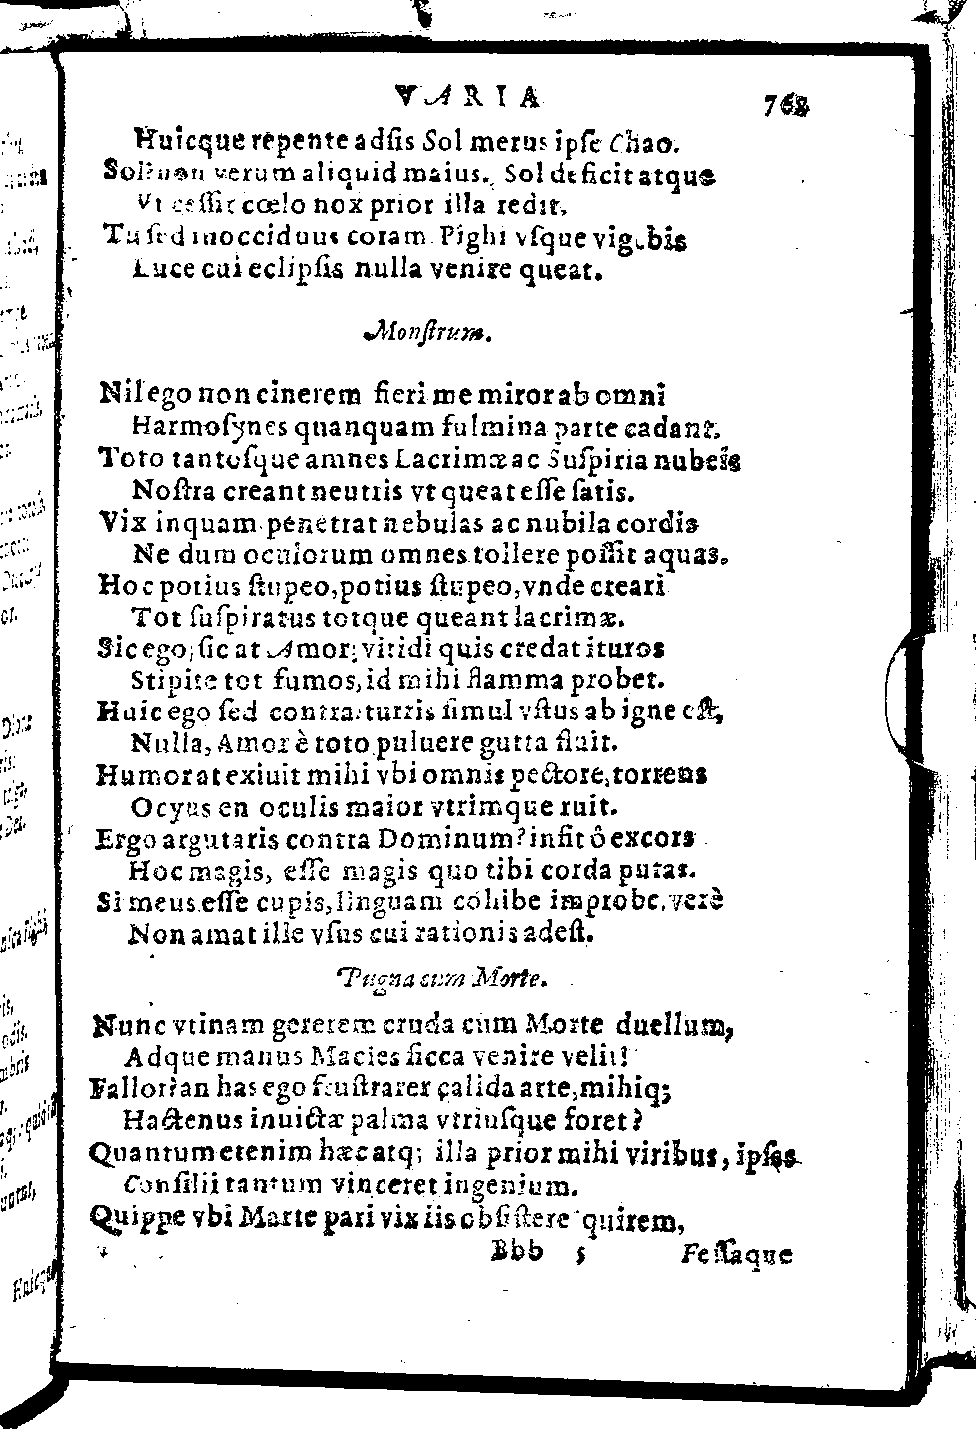 VARIA 768
Huicque repente adſis Sol merus ipſe Chao.
Sol? non verum aliquid maius. Sol deficit atque
Vt ceſſit cœlo nox prior illa redit,
Tu ſed inocciduus coram Pighi vſque vigebis
Luce cui eclipſis nulla venire queat.
Monſtrum.
Nil ego non cinerem fieri me miror ab omni
Harmoſynes quanquam fulmina parte cadant.
Toto tantoſque amnes Lacrimæ ac Suſpiria nubeis
Noſtra creant neutris vt queat eſſe ſatis.
Vix inquam penetrat nebulas ac nubila cordis
Ne dum oculorum omnes tollere poſſit aquas.
Hoc potius ſtupeo, potius ſtupeo, vnde creari
Tot ſuſpiratus totque queant lacrimæ.
Sic ego, ſic at Amor: viridi quis credat ituros
Stipite tot fumos, id mihi flamma probet.
Huic ego ſed contra: turris ſimul vſtus ab igne eſt,
Nulla, Amor è toto puluere gutta fluit.
Humor at exiuit mihi vbi omnis pectore, torrens
Ocyus en oculis maior vtrimque ruit.
Ergo argutaris contra Dominum? infit ô excors
Hoc magis, eſſe magis quo tibi corda putas.
Si meus eſſe cupis, linguam cohibe improbe, verè
Non amat ille vſus cui rationis adeſt.
Pugna cum Morte.
Nunc vtinam gererem cruda cum Morte duellum,
Adque manus Macies ſicca venire velit!
Fallor? an has ego fruſtrarer çalida arte, mihiq;
Hactenus inuictæ palma vtriuſque foret?
Quantum etenim hæc atq; illa prior mihi viribus, ipſas
Conſilii tantum vinceret ingenium.
Quippe vbi Marte pari vix iis obſiſtere quirem,
Bbb 5 Feſſaque